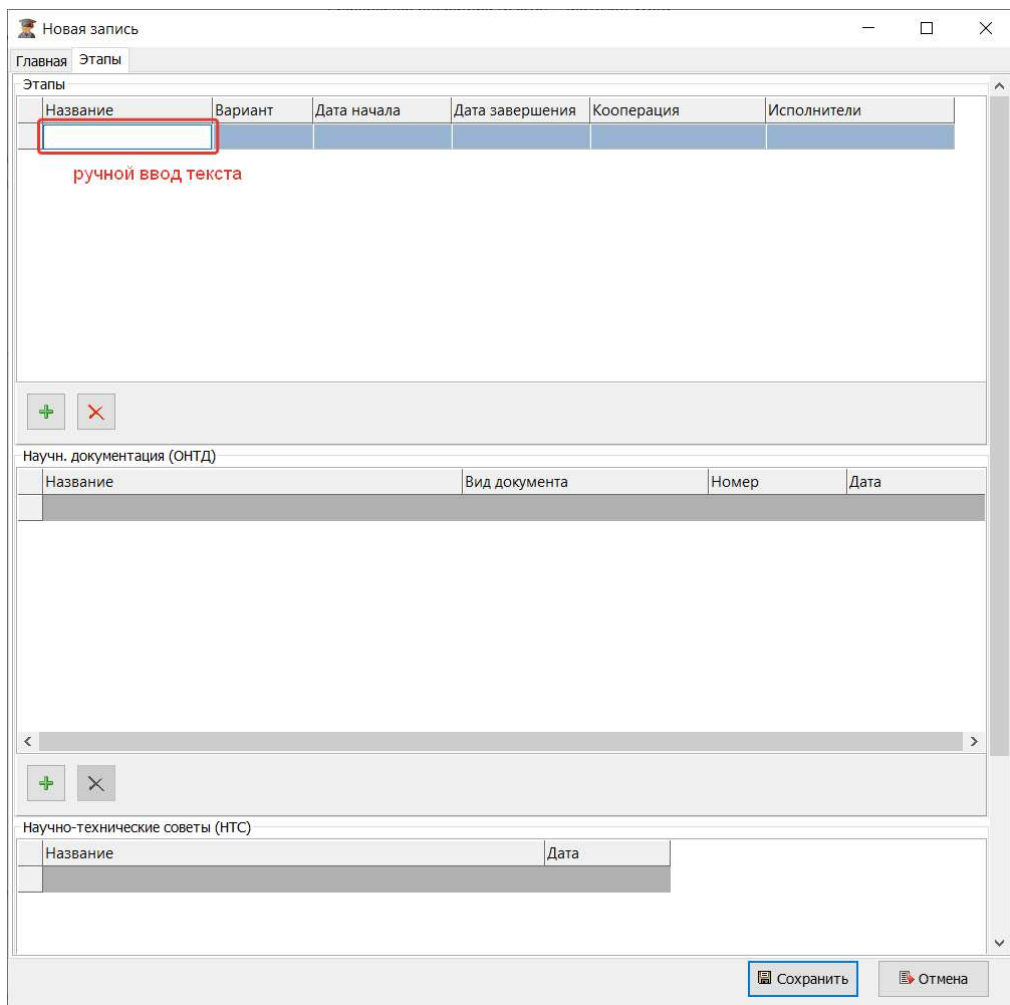 Новая запись
Главная Этапы
Этапы
Название Вариант Дата начала Дата завершения Кооперация Исполнители
ручной ввод текста
Научн. документация (ОНТД)
Название Вид документа Номер Дата
Научно-технические советы (НТС)
Название Дата
Сохранить Отмена